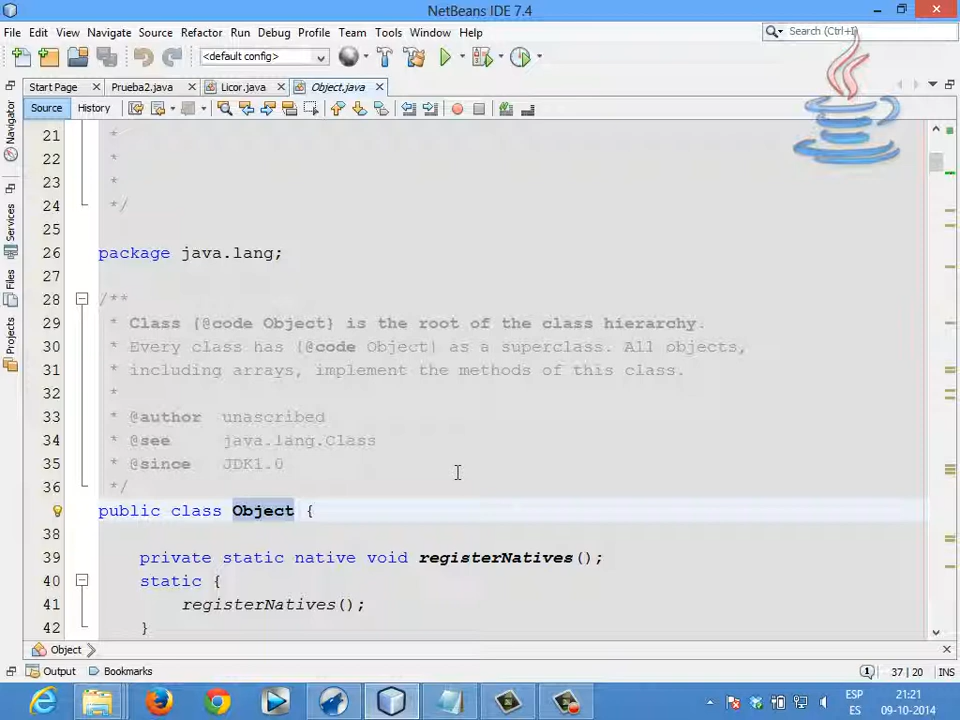 NetBeans IDE 7.4
File Edit View Navigate Source Refactor Run Debug Profile Team Tools Window Help
Search (Ctrl+I)
<default config>
Start Page Prueba2.java Licor.java Object.java
Source History
Navigator
Services
Files
Projects
21 *
22 *
23 *
24 */
25
26 package java.lang;
27
28 /**
29 * Class {@code Object} is the root of the class hierarchy.
30 * Every class has {@code Object} as a superclass. All objects,
31 * including arrays, implement the methods of this class.
32 *
33 * @author unascribed
34 * @see java.lang.Class
35 * @since JDK1.0
36 */
public class Object {
38
39 private static native void registerNatives();
40 static {
41 registerNatives();
42 }
Object
Output Bookmarks
1 37 | 20 INS
ESP 21:21
ES 09-10-2014